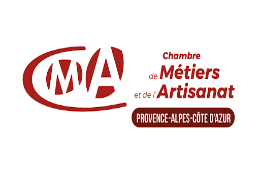 CMA
Chambre
de Métiers
et de l'Artisanat
PROVENCE-ALPES-CÔTE D'AZUR